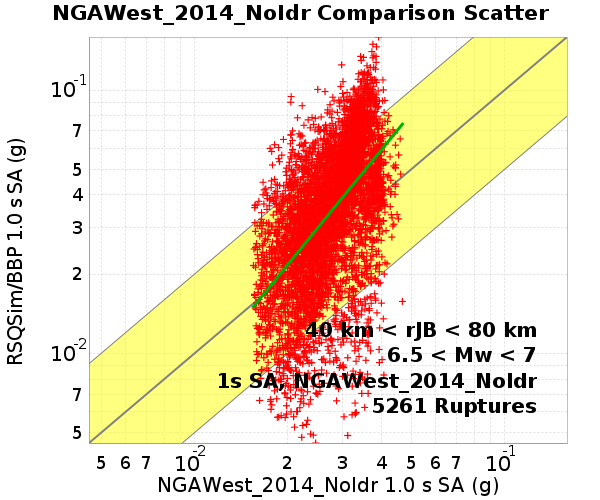 NGAWest_2014_NoIdr Comparison Scatter
RSQSim/BBP 1.0 s SA (g)
10-1
7
5
4
3
2
10-2
7
5
40 km < rJB < 80 km
6.5 < Mw < 7
1s SA, NGAWest_2014_NoIdr
5261 Ruptures
5 6 7 10-2 2 3 4 5 6 7 10-1
NGAWest_2014_NoIdr 1.0 s SA (g)